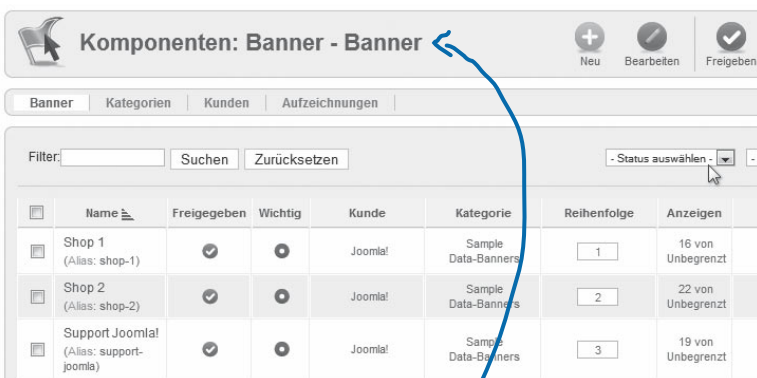 Komponenten: Banner - Banner
Neu Bearbeiten Freigeben
Banner Kategorien Kunden Aufzeichnungen
Filter: Suchen Zurücksetzen - Status auswählen - -
Name Freigegeben Wichtig Kunde Kategorie Reihenfolge Anzeigen
Shop 1
(Alias: shop-1)
Joomla!
Sample
Data-Banners
1
16 von
Unbegrenzt
Shop 2
(Alias: shop-2)
Joomla!
Sample
Data-Banners
2
22 von
Unbegrenzt
Support Joomla!
(Alias: support-
joomla)
Joomla!
Sample
Data-Banners
3
19 von
Unbegrenzt